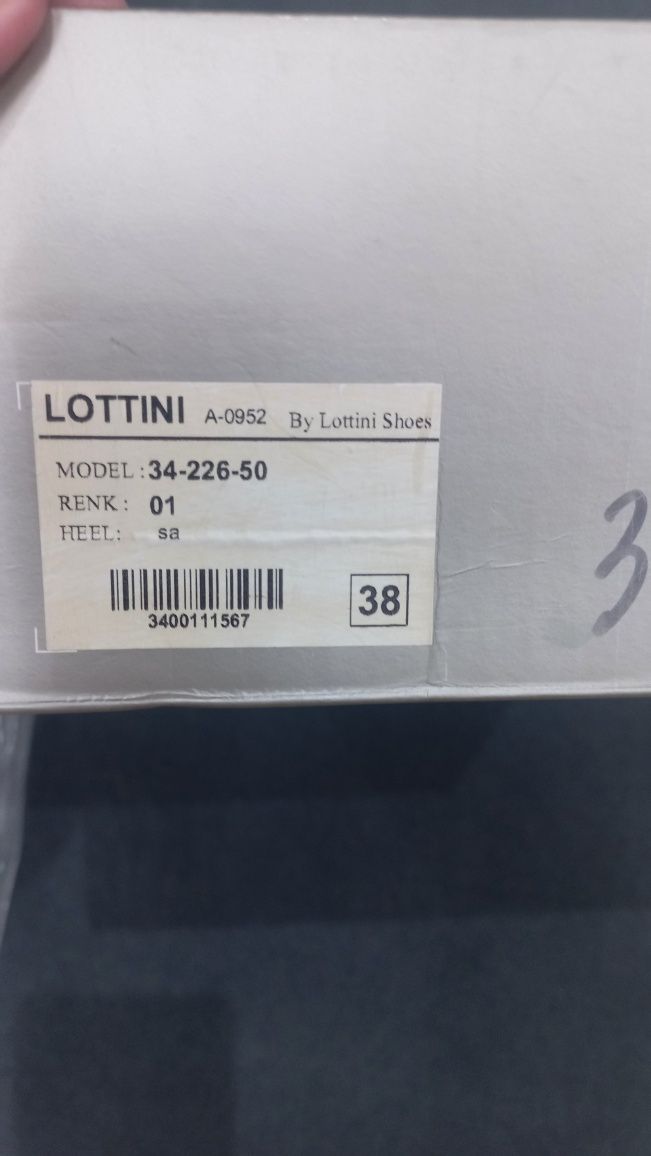 LOTTINI A-0952 By Lottini Shoes
MODEL : 34-226-50
RENK : 01
HEEL: sa
3400111567
38
3